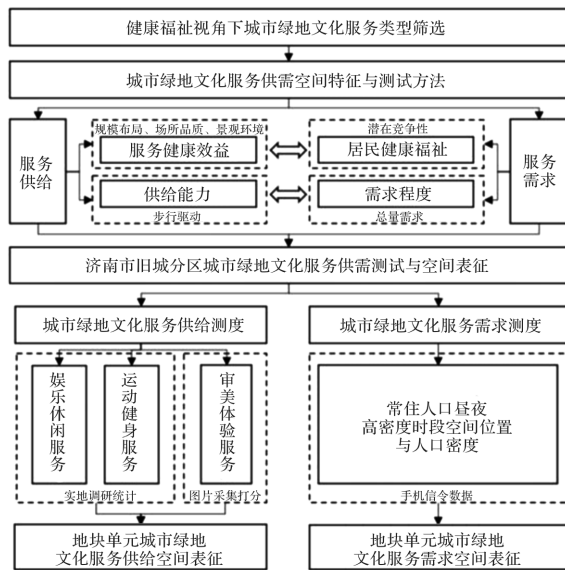 健康福祉视角下城市绿地文化服务类型筛选
城市绿地文化服务供需空间特征与测试方法
服务
供给
规模布局、场所品质、景观环境
服务健康效益
供给能力
步行驱动
潜在竞争性
居民健康福祉
需求程度
总量需求
服务
需求
济南市旧城分区城市绿地文化服务供需测试与空间表征
城市绿地文化服务供给测度
城市绿地文化服务需求测度
娱乐休闲服务
运动健身服务
审美体验服务
实地调研统计
图片采集打分
常住人口昼夜
高密度时段空间位置
与人口密度
手机信令数据
地块单元城市绿地
文化服务供给空间表征
地块单元城市绿地
文化服务需求空间表征